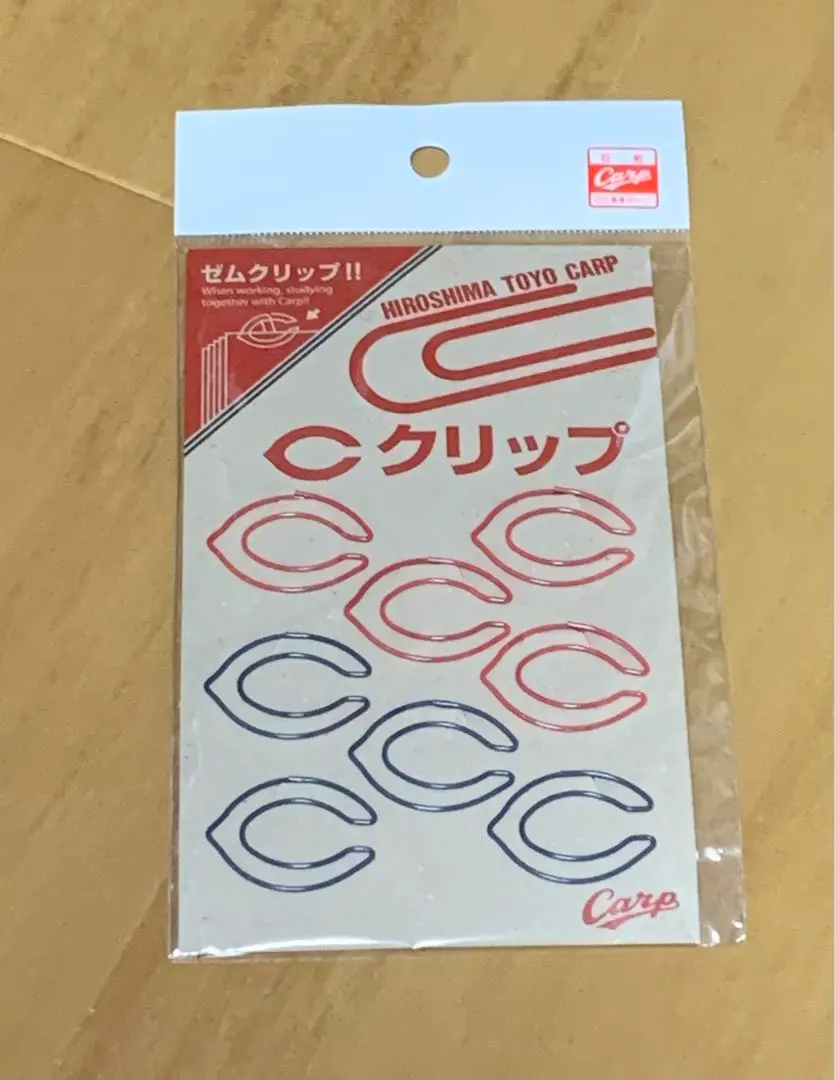 Carp
ゼムクリップ!!
When working, studying
together with Carp!!
HIROSHIMA TOYO CARP
Cクリップ
Carp